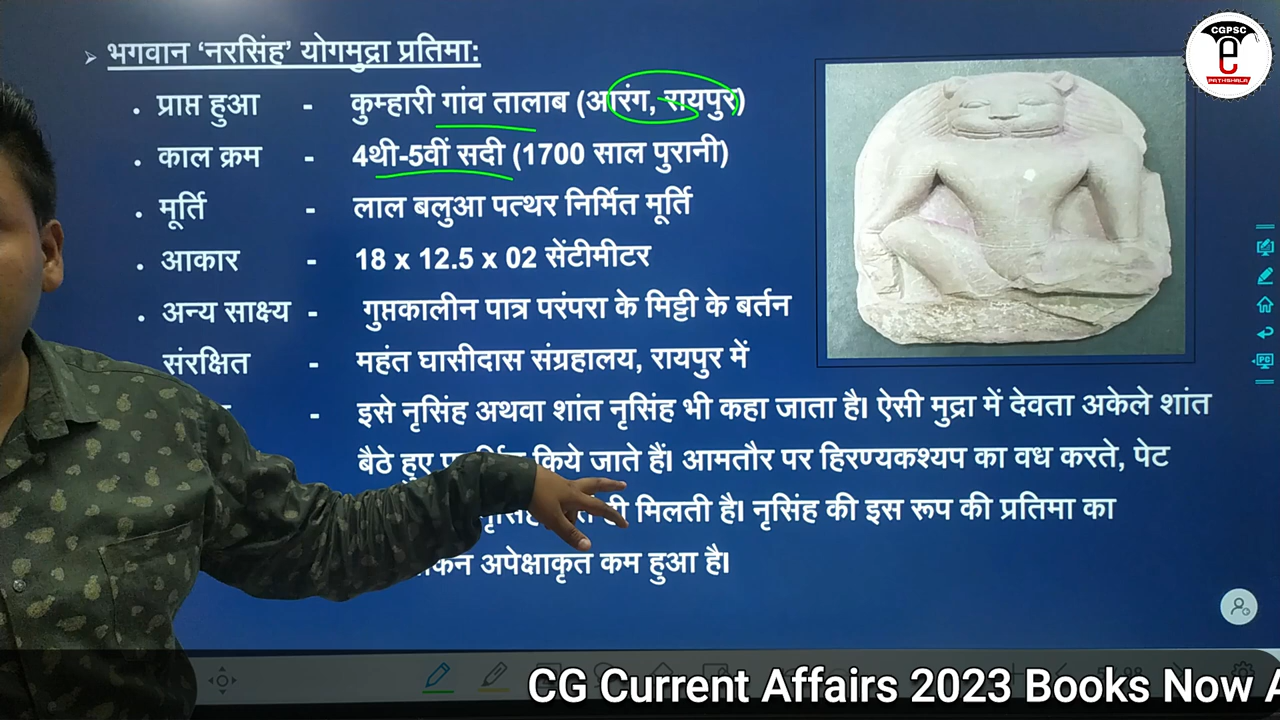 CGPSC
e
PATHSHALA
➢ भगवान ‘नरसिंह’ योगमुद्रा प्रतिमा:
• प्राप्त हुआ - कुम्हारी गांव तालाब (आरंग, रायपुर)
• काल क्रम - 4थी-5वीं सदी (1700 साल पुरानी)
• मूर्ति - लाल बलुआ पत्थर निर्मित मूर्ति
• आकार - 18 x 12.5 x 02 सेंटीमीटर
• अन्य साक्ष्य - गुप्तकालीन पात्र परंपरा के मिट्टी के बर्तन
संरक्षित - महंत घासीदास संग्रहालय, रायपुर में
- इसे नृसिंह अथवा शांत नृसिंह भी कहा जाता है। ऐसी मुद्रा में देवता अकेले शांत
बैठे हुए किये जाते हैं। आमतौर पर हिरण्यकश्यप का वध करते, पेट
ही मिलती है। नृसिंह की इस रूप की प्रतिमा का
अपेक्षाकृत कम हुआ है।
PC
CG Current Affairs 2023 Books Now A